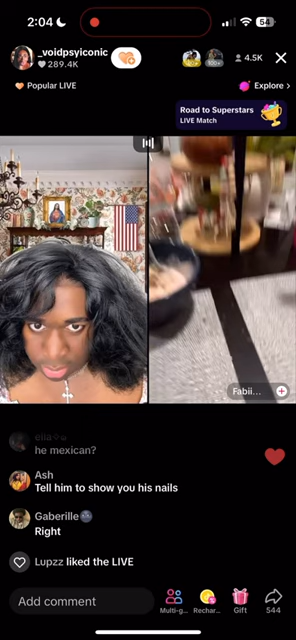 2:04
54
_voidpsyiconic
289.4K
4.5K
Popular LIVE
Explore >
Road to Superstars
LIVE Match
Fabii...
he mexican?
Ash
Tell him to show you his nails
Gaberille
Right
Lupzz liked the LIVE
Add comment
Multi-g...
Rechar...
Gift
544